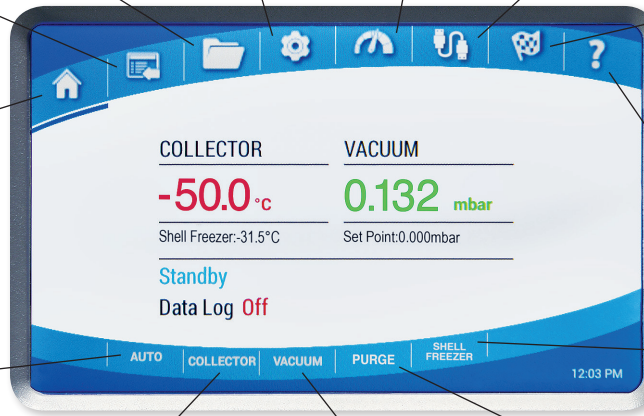 ?
COLLECTOR VACUUM
-50.0 °C 0.132 mbar
Shell Freezer:-31.5°C Set Point:0.000mbar
Standby
Data Log Off
AUTO COLLECTOR VACUUM PURGE SHELL FREEZER
12:03 PM